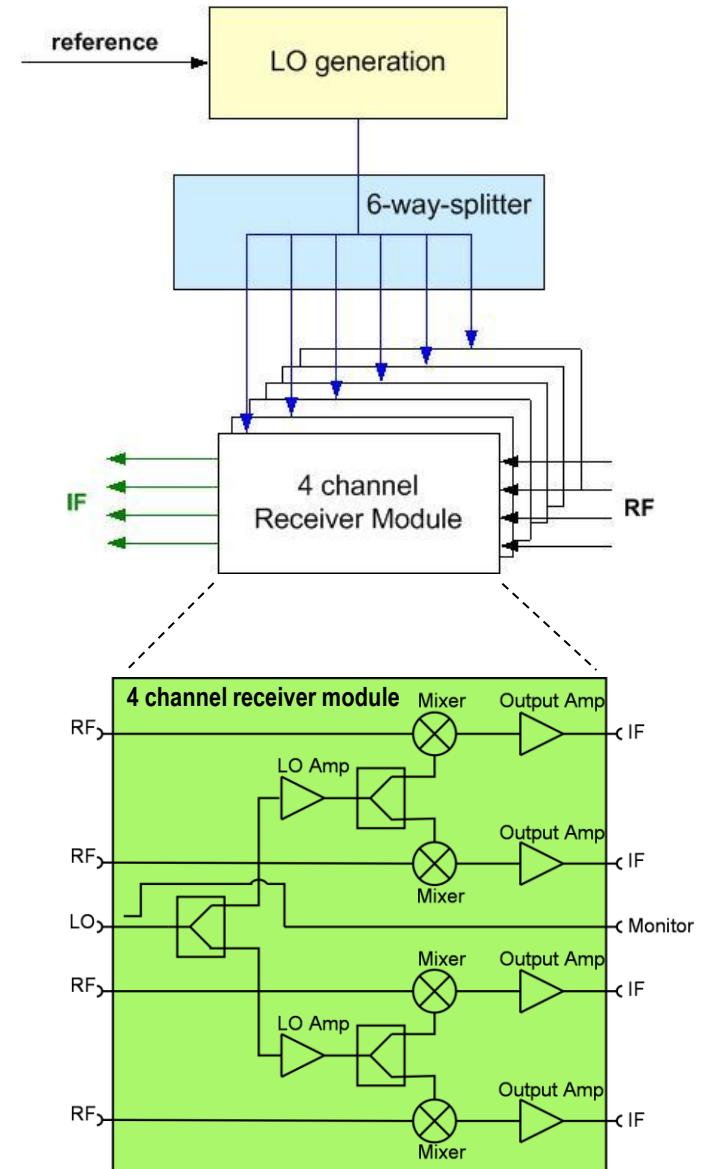 reference
LO generation
6-way-splitter
IF
4 channel
Receiver Module
RF
4 channel receiver module
Mixer
Output Amp
RF
IF
LO Amp
Output Amp
RF
IF
Mixer
LO
Monitor
Mixer
Output Amp
RF
IF
LO Amp
Output Amp
RF
IF
Mixer